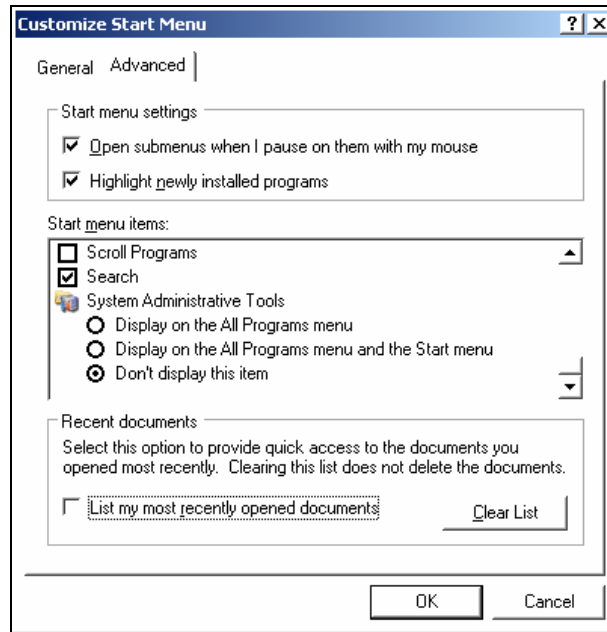 Customize Start Menu
General Advanced
Start menu settings
Open submenus when I pause on them with my mouse
Highlight newly installed programs
Start menu items:
Scroll Programs
Search
System Administrative Tools
Display on the All Programs menu
Display on the All Programs menu and the Start menu
Don't display this item
Recent documents
Select this option to provide quick access to the documents you
opened most recently. Clearing this list does not delete the documents.
List my most recently opened documents
Clear List
OK Cancel